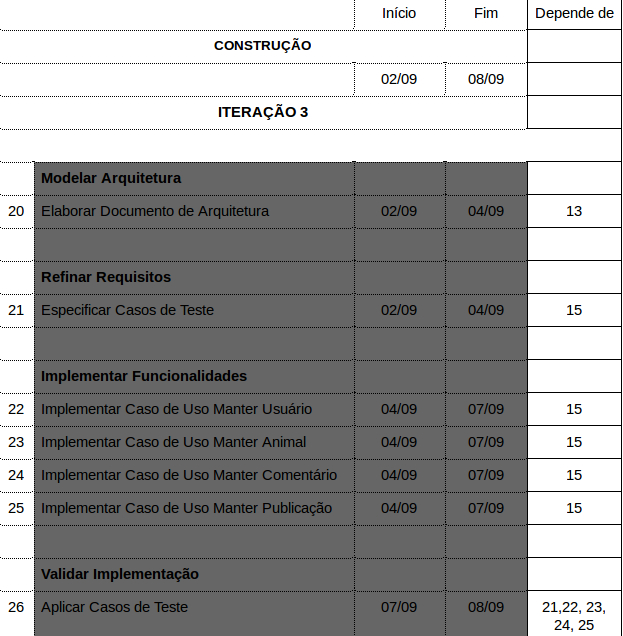 Início Fim Depende de
CONSTRUÇÃO
02/09 08/09
ITERAÇÃO 3
Modelar Arquitetura
20 Elaborar Documento de Arquitetura 02/09 04/09 13
Refinar Requisitos
21 Especificar Casos de Teste 02/09 04/09 15
Implementar Funcionalidades
22 Implementar Caso de Uso Manter Usuário 04/09 07/09 15
23 Implementar Caso de Uso Manter Animal 04/09 07/09 15
24 Implementar Caso de Uso Manter Comentário 04/09 07/09 15
25 Implementar Caso de Uso Manter Publicação 04/09 07/09 15
Validar Implementação
26 Aplicar Casos de Teste 07/09 08/09 21,22, 23,
24, 25